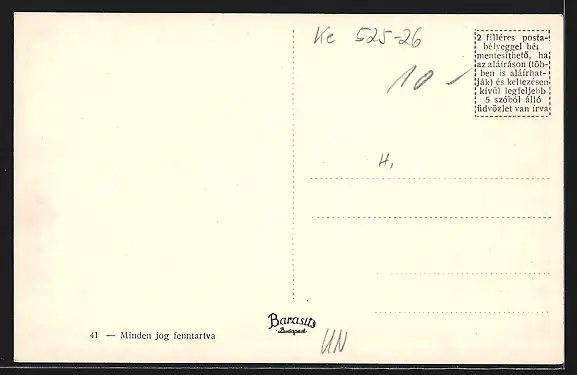 Ke 525-26
2 filléres posta-
bélyeggel bér
mentesíthető, ha
az aláíráson (töb-
ben is aláírhat-
ják) és keltezésen
kívül legfeljebb
5 szóból álló
üdvözlet van írva
10 -
H,
Barasits
Budapest
41 — Minden jog fenntartva
UN